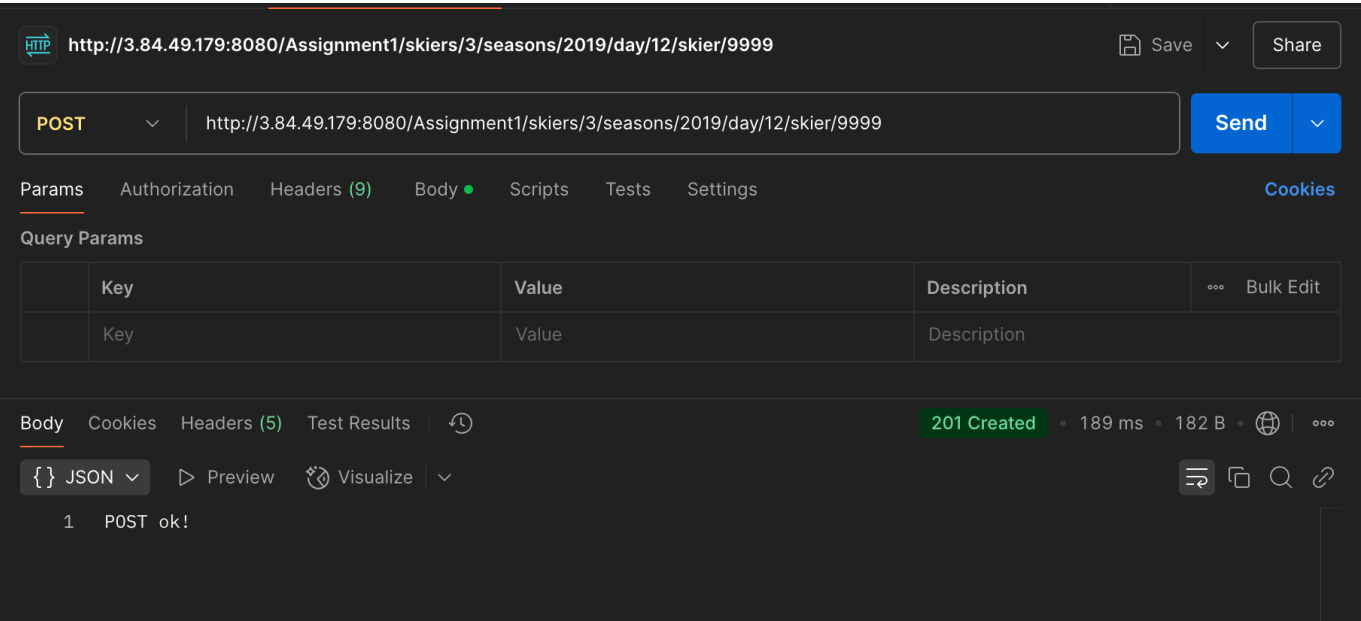 HTTP http://3.84.49.179:8080/Assignment1/skiers/3/seasons/2019/day/12/skier/9999 Save Share
POST http://3.84.49.179:8080/Assignment1/skiers/3/seasons/2019/day/12/skier/9999 Send
Params Authorization Headers (9) Body Scripts Tests Settings Cookies
Query Params
Key Value Description Bulk Edit
Key Value Description
Body Cookies Headers (5) Test Results 201 Created • 189 ms • 182 B •
{ } JSON Preview Visualize
1 POST ok!